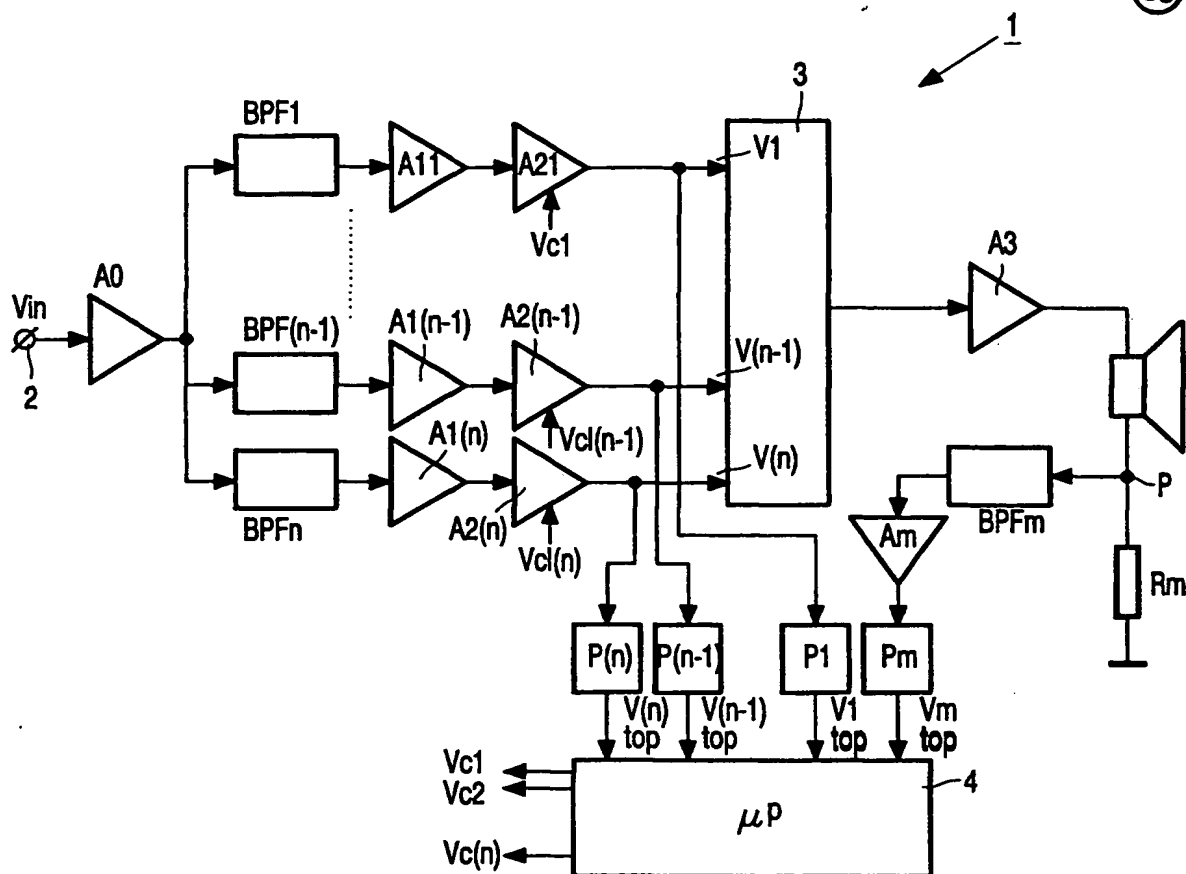 1
3
BPF1
A11
A21
V1
Vc1
A3
A0
Vin
2
BPF(n-1)
A1(n-1)
A2(n-1)
V(n-1)
Vcl(n-1)
A1(n)
V(n)
BPFn
A2(n)
Vcl(n)
P
BPFm
Am
Rm
P(n)
P(n-1)
P1
Pm
V(n) top
V(n-1) top
V1 top
Vm top
Vc1
Vc2
4
μp
Vc(n)